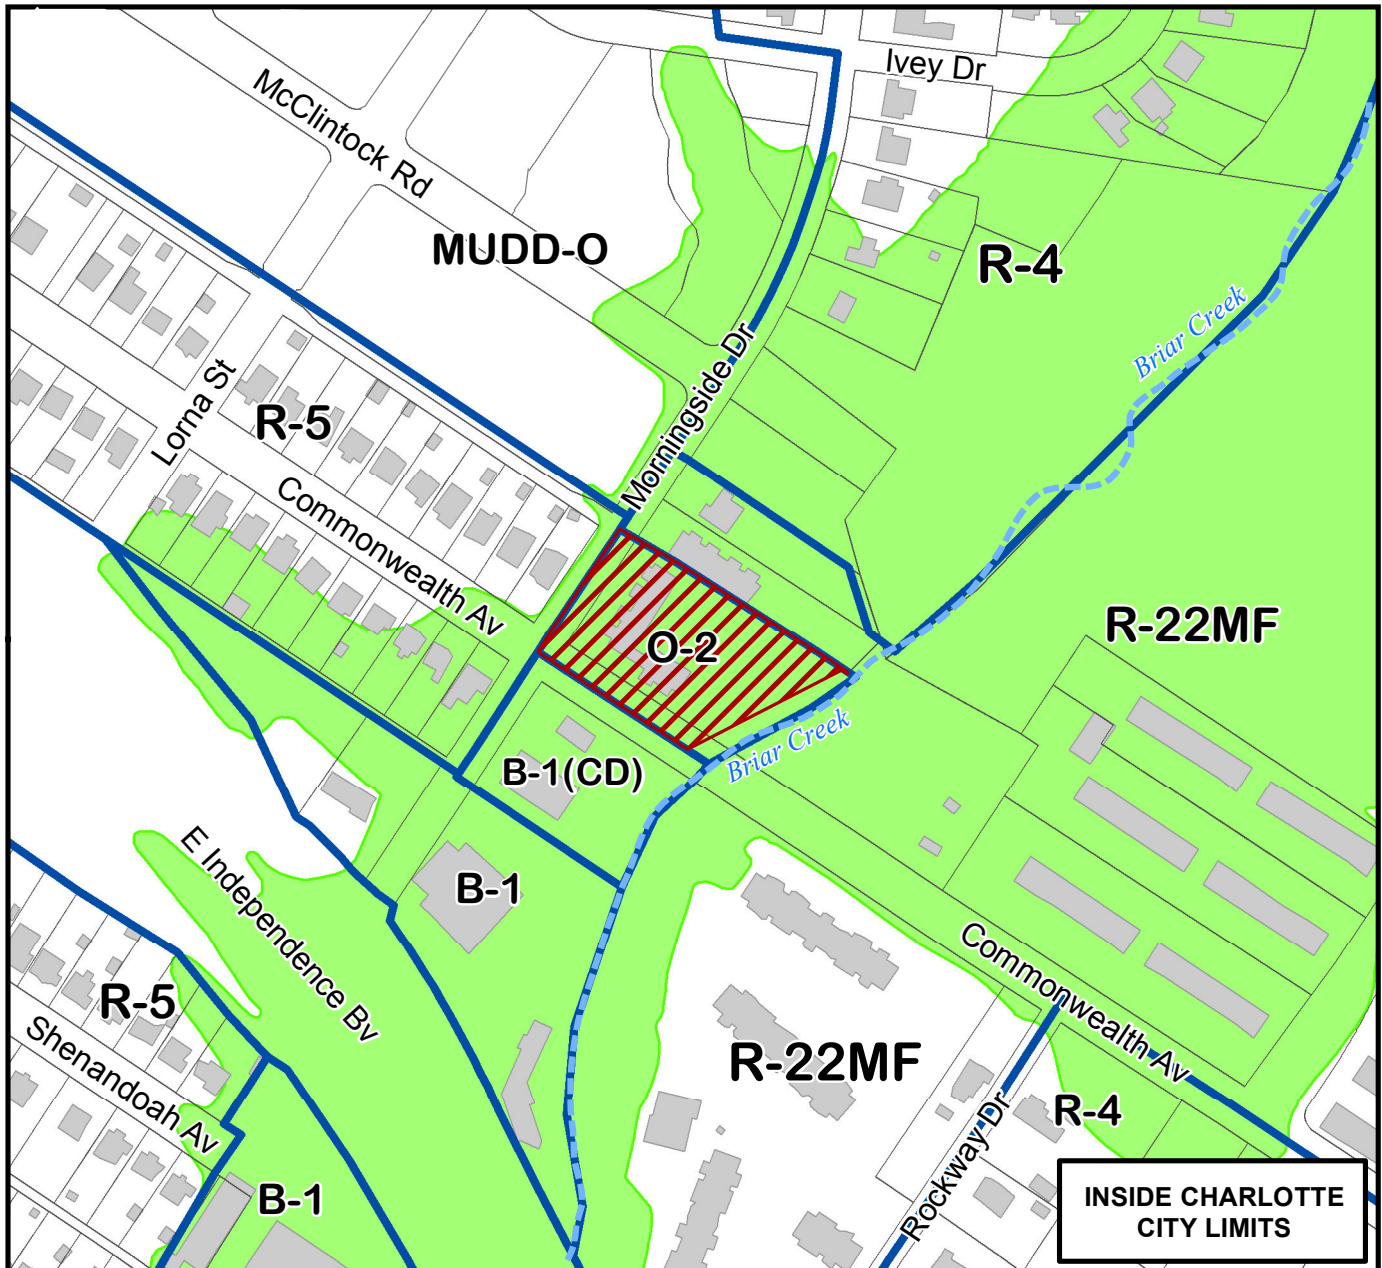 Ivey Dr
McClintock Rd
MUDD-O
R-4
Briar Creek
Morningside Dr
Lorna St
R-5
Commonwealth Av
O-2
R-22MF
Briar Creek
B-1(CD)
E Independence Bv
B-1
Commonwealth Av
R-5
Shenandoah Av
R-22MF
R-4
Rockway Dr
B-1
INSIDE CHARLOTTE
CITY LIMITS